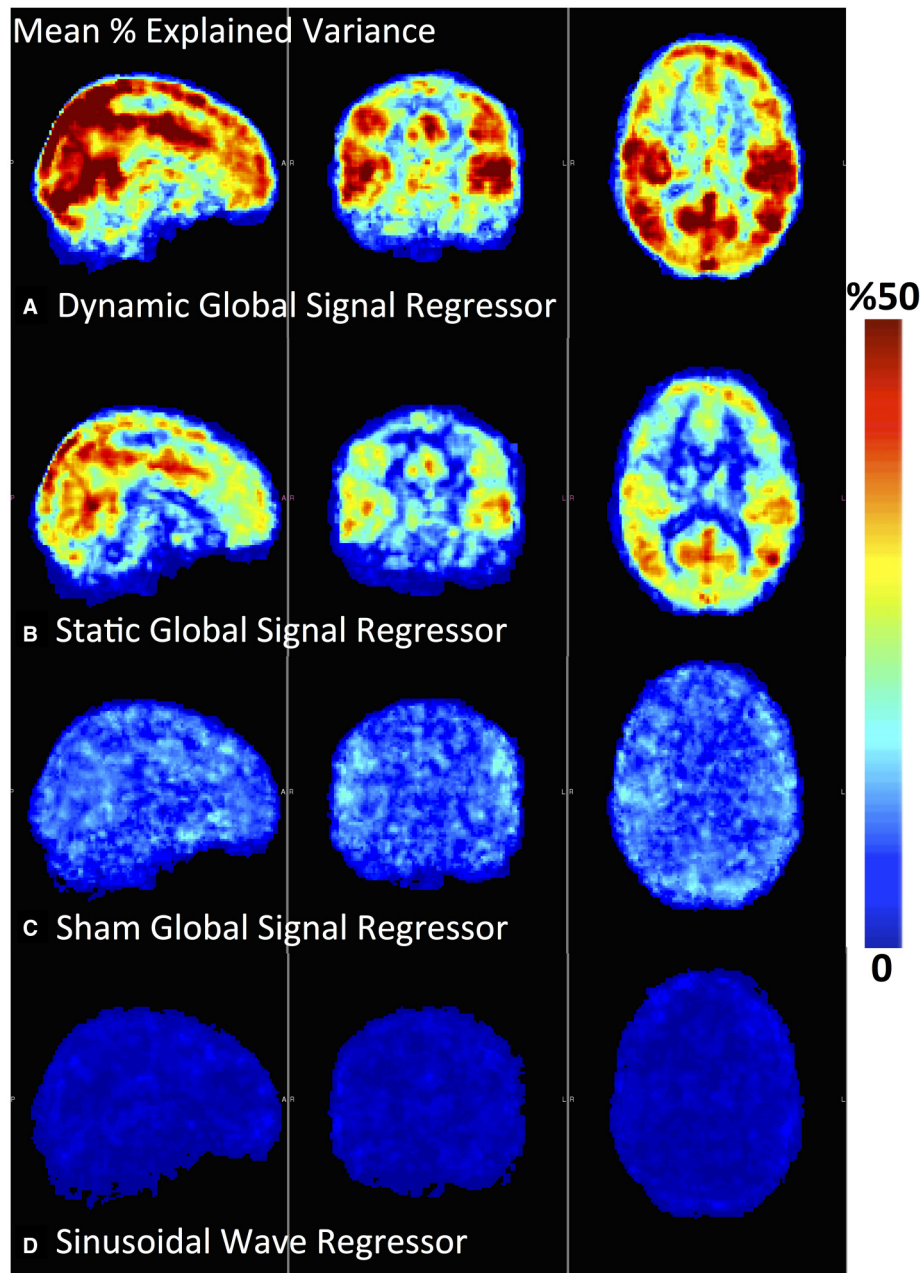 Mean % Explained Variance
P
A R
L R
L
A Dynamic Global Signal Regressor
%50
P
A R
L R
L
B Static Global Signal Regressor
P
A R
L R
L
C Sham Global Signal Regressor
0
P
A R
L R
L
D Sinusoidal Wave Regressor